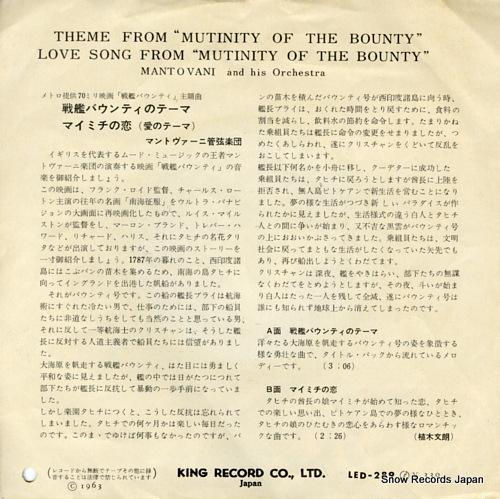 THEME FROM “MUTINITY OF THE BOUNTY”
LOVE SONG FROM “MUTINITY OF THE BOUNTY”
MANTOVANI and his Orchestra
メトロ提供70ミリ映画「戦艦バウンティ」主題曲
戦艦バウンティのテーマ
マイミチの恋 (愛のテーマ)
マントヴァーニ管弦楽団
イギリスを代表するムード・ミュージックの王者マン
トヴァーニ楽団の演奏する映画「戦艦バウンティ」の音
楽を御紹介しましょう。
この映画は、フランク・ロイド監督、チャールス・ロー
トン主演の往年の名画「南海征服」をウルトラ・パナビ
ジョンの大画面に再映画化したもので、ルイス・マイル
ストンが監督をし、マーロン・ブランド、トレバー・ハ
ワード、リチャード・ハリス、それにタヒチの名花タリ
タなどが出演しておりますが、この映画のストーリーを
一寸御紹介しましょう。1787年の暮れのこと、西印度諸
島にはこぶパンの苗木を集めるため、南海の島タヒチに
向ってイングランドを出港した帆船がありました。
それがバウンティ号です。この船の艦長ブライは航海
術にすぐれた冷たい男で、仕事のためには、部下の船員
たちに非道なしうちをしても当然のことと思っている男、
それに反して一等航海士のクリスチャンは、そうした艦
長に反対する人道主義者で船員たちには信望がありまし
た。
大海原を帆走する戦艦バウンティ、はた目には勇ましく
平和な姿に見えましたが、艦の中では日がたつにつれて
部下たちが艦長に反抗して暴動の一歩手前になっていま
した。
しかし楽園タヒチにつくと、こうした反抗は忘れられて
しまいました。タヒチでの何ケ月かは楽しい毎日だった
のです。このまゝでゆけば何事もなかったのですが、パ
ンの苗木を積んだバウンティ号が西印度諸島に向う時、
艦長ブライは、おくれた時間をとり戻すために、食料の
割当を減らし、飲料水の節約を命令します。たまりかね
た乗組員たちは艦長に命令の変更をせまりましたが、つ
めたくあしらわれ、遂にクリスチャンをくどいて反乱を
おこしてしまいます。
艦長以下何名かを小舟に移し、クーデターに成功した
乗組員たちは、タヒチに戻ろうとしますが酋長に上陸を
拒否され、無人島ピトケアンで新生活を営むことになり
ました。夢の様な生活がつづき新しいパラダイスが作
られたかに見えましたが、生活様式の違う白人とタヒチ
人との間に争いが始まり、又不吉な黒雲がバウンティ号
の上におおいかぶさってきました。乗組員たちは、文明
社会に戻ってまともな生活がしたくなっていた矢先でも
あり、再び船出しようとくわだてます。
クリスチャンは深夜、艦をやきはらい、部下たちの無謀
なくわだてをとめようとしますが、その夜、斗いが始ま
り白人はたった一人を残して全滅、遂にバウンティ号は
誰にも知られず地球上から消えてしまったのです。
A面 戦艦バウンティのテーマ
洋々たる大海原を帆走するバウンティ号の姿を象徴する
様な勇壮な曲で、タイトル・バックから流れているメロ
ディーです。 (3:06)
B面 マイミチの恋
タヒチの酋長の娘マイミチが始めて知った恋、タヒチ
での楽しい思い出、ピトケアン島での夢の様なひととき、
タヒチの娘のひたむきの恋心をあらわす様なロマンチッ
クな曲です。 (2:26) (植木文朗)
(レコードから無断でテープその他に録
音することは法律で禁じられています)
Ⓒ 1963
KING RECORD CO., LTD.
Japan
LED-289